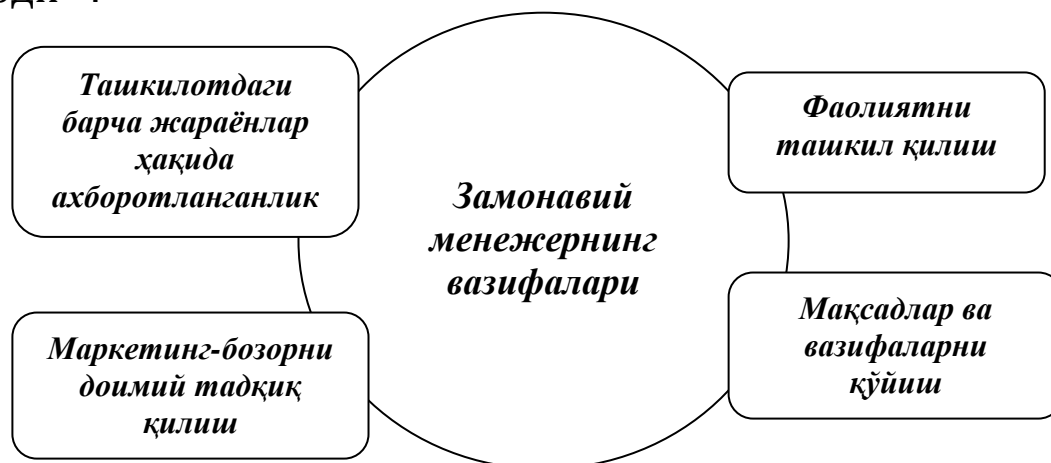 Ташкилотдаги
барча жараёнлар
ҳақида
ахборотланганлик
Фаолиятни
ташкил қилиш
Замонавий
менежернинг
вазифалари
Маркетинг-бозорни
доимий тадқиқ
қилиш
Мақсадлар ва
вазифаларни
қўйиш